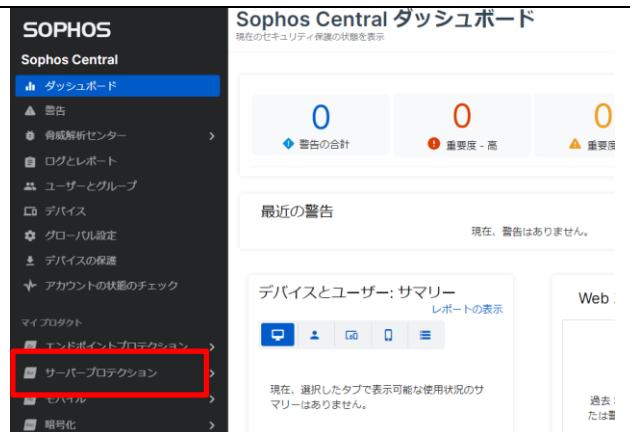 SOPHOS
Sophos Central
ダッシュボード
警告
脅威解析センター
ログとレポート
ユーザーとグループ
デバイス
グローバル設定
デバイスの保護
アカウントの状態のチェック
マイプロダクト
エンドポイントプロテクション
サーバープロテクション
モバイル
暗号化
Sophos Central ダッシュボード
現在のセキュリティ保護の状態を表示
0
警告の合計
0
重要度 - 高
0
重要度
最近の警告
現在、警告はありません。
デバイスとユーザー: サマリー
レポートの表示
現在、選択したタブで表示可能な使用状況のサ
マリーはありません。
Web
過去
たは警